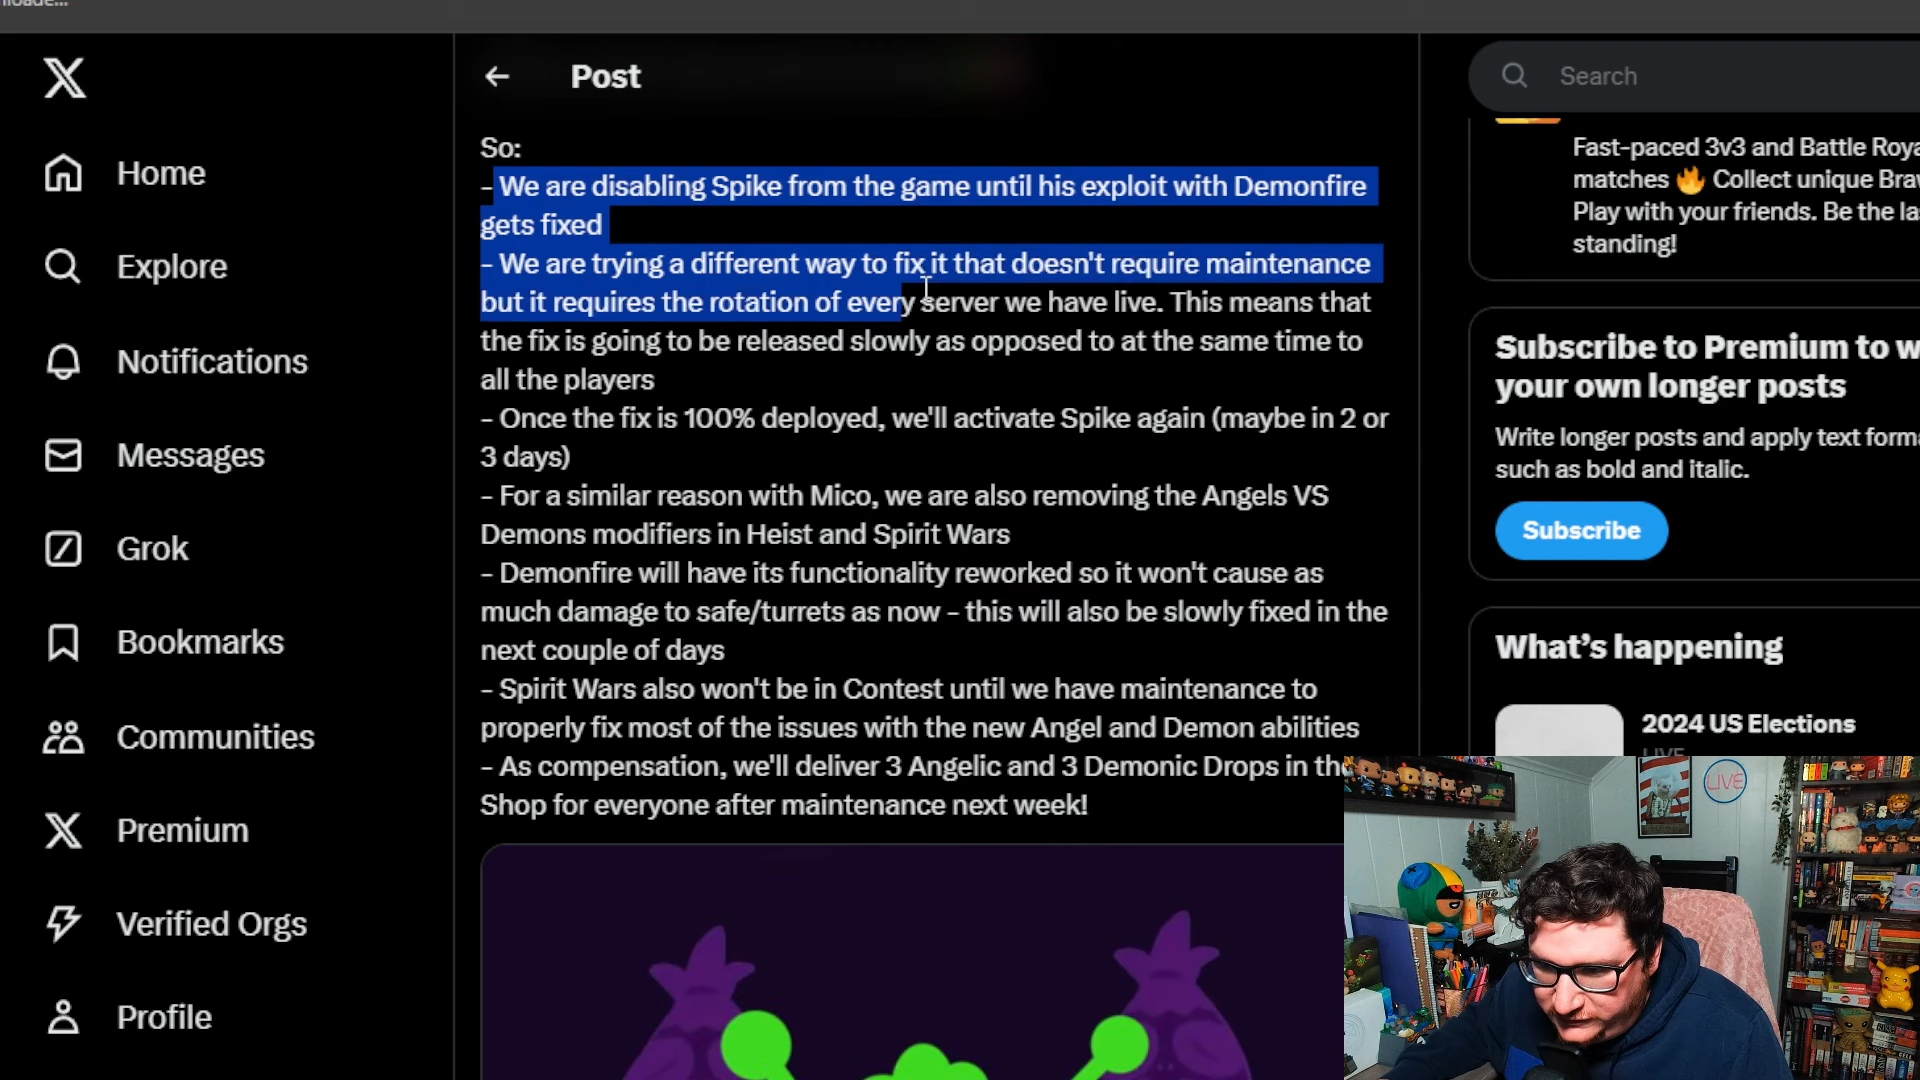 Home
Explore
Notifications
Messages
Grok
Bookmarks
Communities
Premium
Verified Orgs
Profile
Post
So:
– We are disabling Spike from the game until his exploit with Demonfire
gets fixed
– We are trying a different way to fix it that doesn't require maintenance
but it requires the rotation of every server we have live. This means that
the fix is going to be released slowly as opposed to at the same time to
all the players
– Once the fix is 100% deployed, we'll activate Spike again (maybe in 2 or
3 days)
– For a similar reason with Mico, we are also removing the Angels VS
Demons modifiers in Heist and Spirit Wars
– Demonfire will have its functionality reworked so it won't cause as
much damage to safe/turrets as now – this will also be slowly fixed in the
next couple of days
– Spirit Wars also won't be in Contest until we have maintenance to
properly fix most of the issues with the new Angel and Demon abilities
– As compensation, we'll deliver 3 Angelic and 3 Demonic Drops in the
Shop for everyone after maintenance next week!
Search
Fast-paced 3v3 and Battle Roya
matches 🔥 Collect unique Braw
Play with your friends. Be the la
standing!
Subscribe to Premium to w
your own longer posts
Write longer posts and apply text forma
such as bold and italic.
Subscribe
What's happening
2024 US Elections
LIVE
LIVE